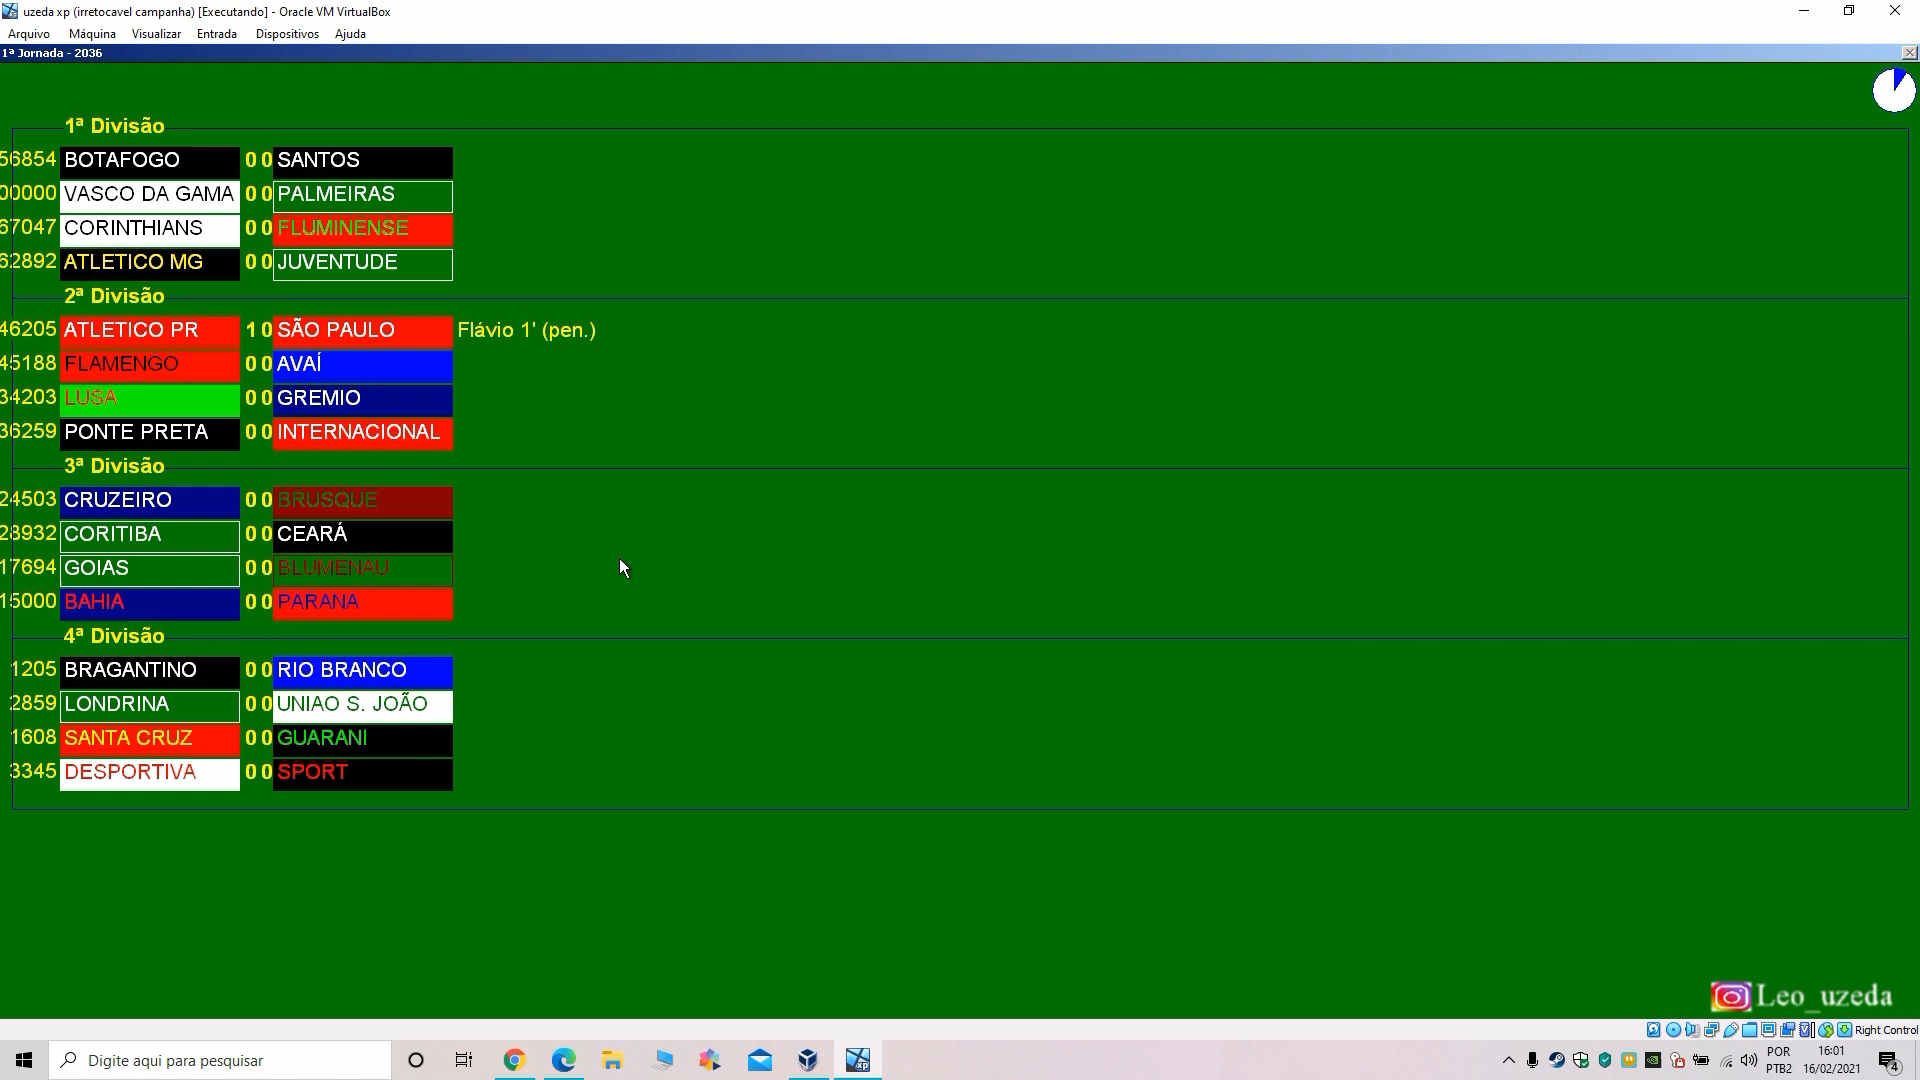 uzeda xp (irretocavel campanha) [Executando] - Oracle VM VirtualBox
Arquivo Máquina Visualizar Entrada Dispositivos Ajuda
1ª Jornada - 2036
1ª Divisão
56854 BOTAFOGO 0 0 SANTOS
00000 VASCO DA GAMA 0 0 PALMEIRAS
67047 CORINTHIANS 0 0 FLUMINENSE
62892 ATLETICO MG 0 0 JUVENTUDE
2ª Divisão
46205 ATLETICO PR 1 0 SÃO PAULO Flávio 1' (pen.)
45188 FLAMENGO 0 0 AVAÍ
34203 LUSA 0 0 GREMIO
36259 PONTE PRETA 0 0 INTERNACIONAL
3ª Divisão
24503 CRUZEIRO 0 0 BRUSQUE
28932 CORITIBA 0 0 CEARÁ
17694 GOIAS 0 0 BLUMENAU
15000 BAHIA 0 0 PARANA
4ª Divisão
1205 BRAGANTINO 0 0 RIO BRANCO
2859 LONDRINA 0 0 UNIAO S. JOÃO
1608 SANTA CRUZ 0 0 GUARANI
3345 DESPORTIVA 0 0 SPORT
Leo_uzeda
Right Control
Digite aqui para pesquisar
xp
POR
PTB2
16:01
16/02/2021
4